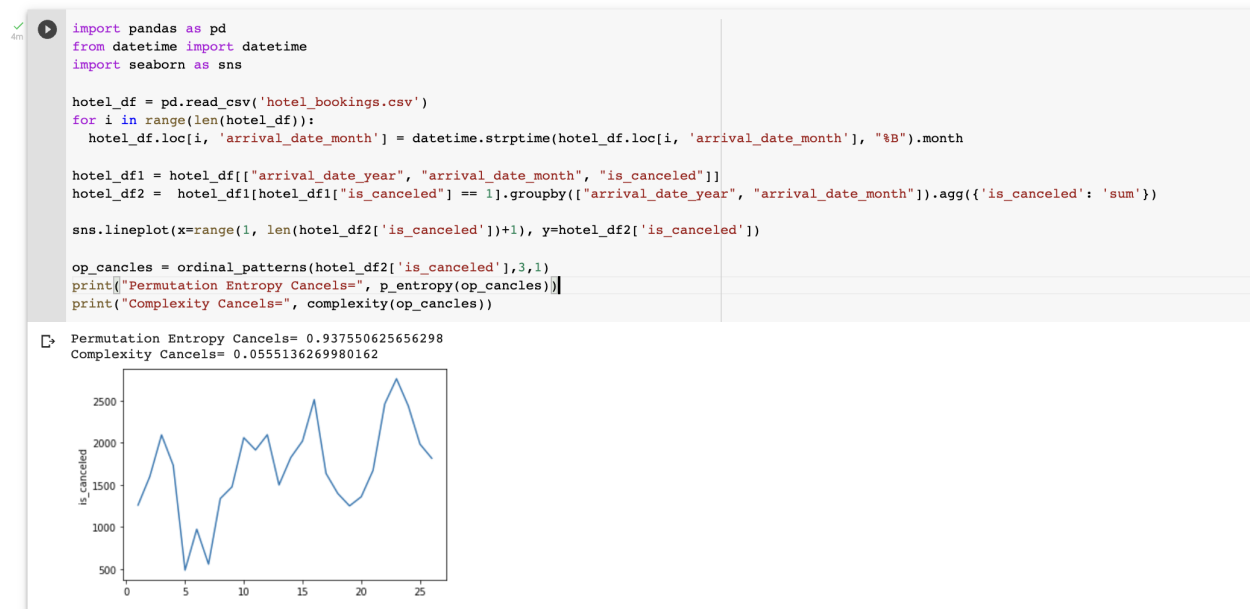 4m
import pandas as pd
from datetime import datetime
import seaborn as sns
hotel_df = pd.read_csv('hotel_bookings.csv')
for i in range(len(hotel_df)):
  hotel_df.loc[i, 'arrival_date_month'] = datetime.strptime(hotel_df.loc[i, 'arrival_date_month'], "%B").month
hotel_df1 = hotel_df[["arrival_date_year", "arrival_date_month", "is_canceled"]]
hotel_df2 =  hotel_df1[hotel_df1["is_canceled"] == 1].groupby(["arrival_date_year", "arrival_date_month"]).agg({'is_canceled': 'sum'})
sns.lineplot(x=range(1, len(hotel_df2['is_canceled'])+1), y=hotel_df2['is_canceled'])
op_cancles = ordinal_patterns(hotel_df2['is_canceled'],3,1)
print("Permutation Entropy Cancels=", p_entropy(op_cancles))
print("Complexity Cancels=", complexity(op_cancles))
Permutation Entropy Cancels= 0.937550625656298
Complexity Cancels= 0.0555136269980162
2500
2000
1500
1000
500
is_canceled
0 5 10 15 20 25